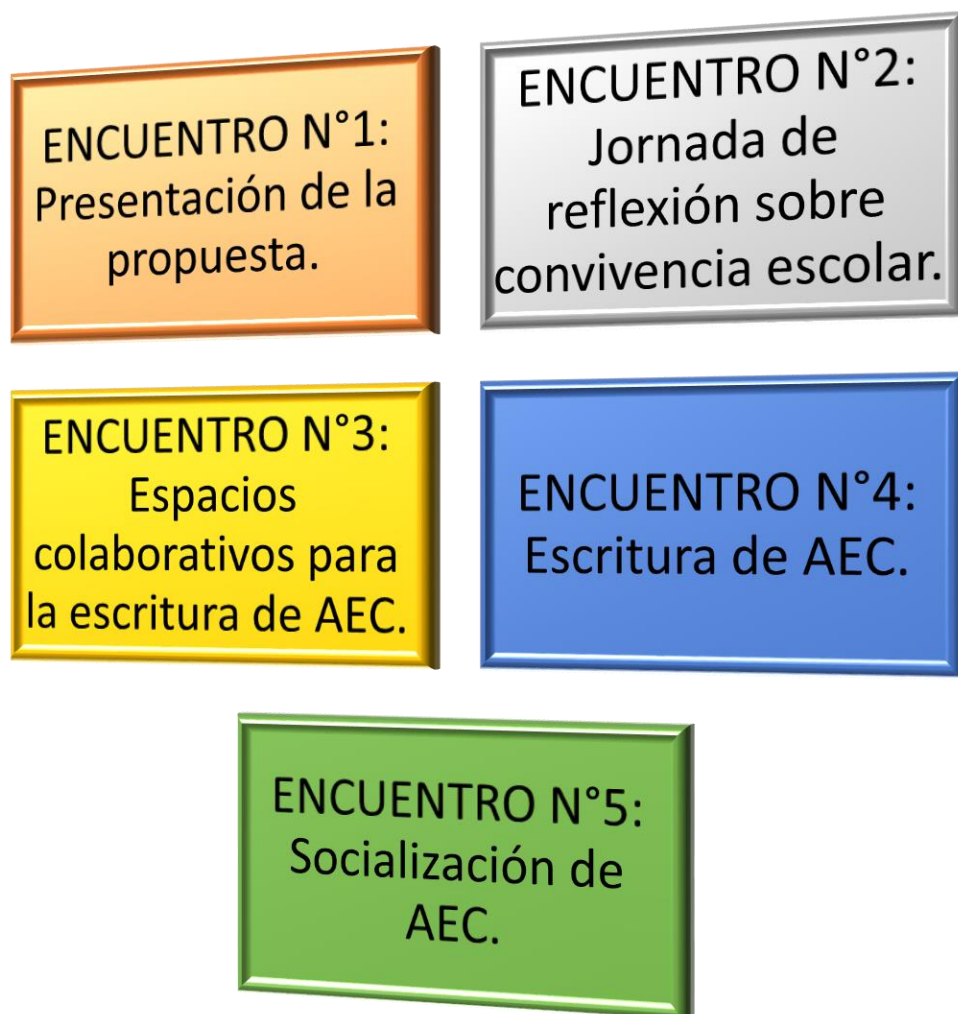 ENCUENTRO N°1:
Presentación de la
propuesta.
ENCUENTRO N°2:
Jornada de
reflexión sobre
convivencia escolar.
ENCUENTRO N°3:
Espacios
colaborativos para
la escritura de AEC.
ENCUENTRO N°4:
Escritura de AEC.
ENCUENTRO N°5:
Socialización de
AEC.